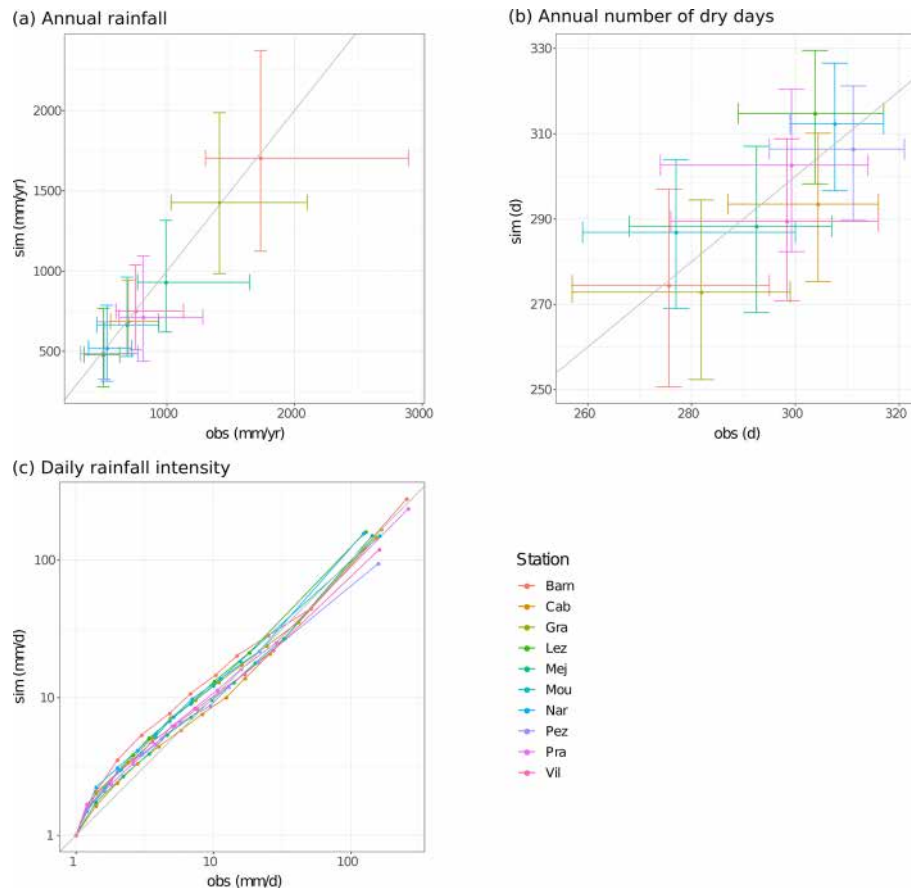 (a) Annual rainfall
2000
1500
1000
500
sim (mm/yr)
1000
2000
3000
obs (mm/yr)
(b) Annual number of dry days
330
310
290
270
250
sim (d)
260
280
300
320
obs (d)
(c) Daily rainfall intensity
100
10
1
sim (mm/d)
1
10
100
obs (mm/d)
Station
Barn
Cab
Gra
Lez
Mej
Mou
Nar
Pez
Pra
Vil